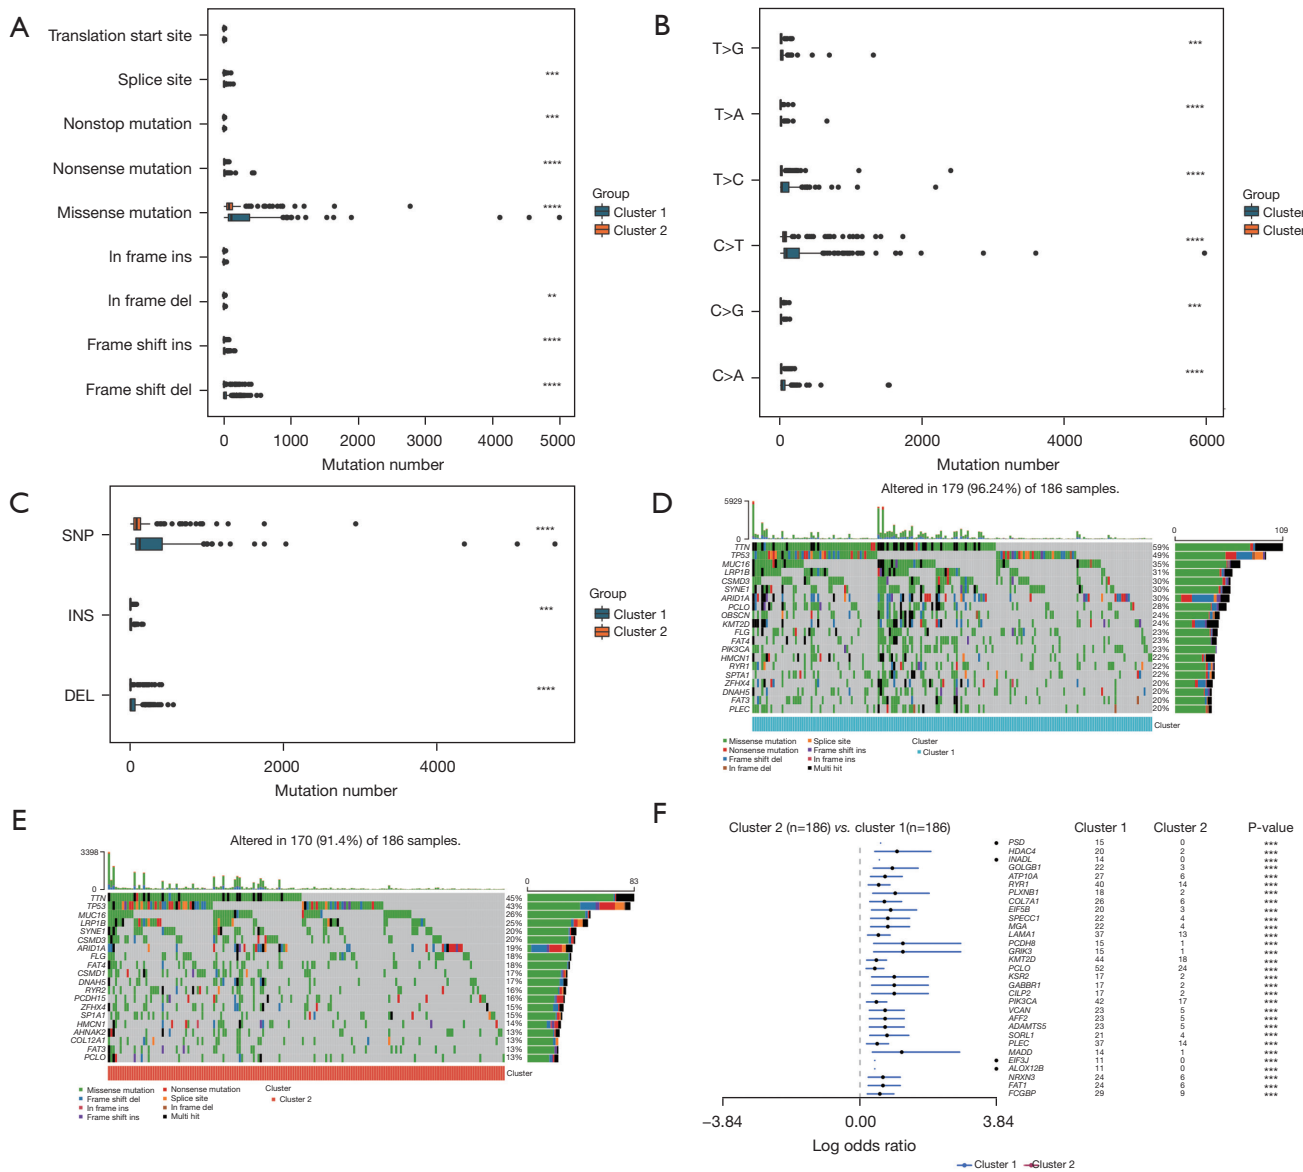 A
Translation start site
Splice site
***
Nonstop mutation
***
Nonsense mutation
****
Missense mutation
****
In frame ins
In frame del
**
Frame shift ins
****
Frame shift del
****
0 1000 2000 3000 4000 5000
Mutation number
Group
Cluster 1
Cluster 2
B
T>G
***
T>A
****
T>C
****
C>T
****
C>G
***
C>A
****
0 2000 4000 6000
Mutation number
Group
Cluster
Cluster
C
SNP
****
INS
***
DEL
****
0 2000 4000
Mutation number
Group
Cluster 1
Cluster 2
D
Altered in 179 (96.24%) of 186 samples.
5929
0
0 109
TTN 59%
TP53 49%
MUC16 35%
LRP1B 31%
CSMD3 30%
SYNE1 30%
ARID1A 30%
PCLO 28%
OBSCN 24%
KMT2D 24%
FLG 23%
FAT4 23%
PIK3CA 23%
HMCN1 22%
RYR1 22%
SPTA1 22%
ZFHX4 20%
DNAH5 20%
FAT3 20%
PLEC 20%
Cluster
Missense mutation
Nonsense mutation
Frame shift del
In frame del
Splice site
Frame shift ins
In frame ins
Multi hit
Cluster
Cluster 1
E
Altered in 170 (91.4%) of 186 samples.
3398
0
0 83
TTN 45%
TP53 43%
MUC16 26%
LRP1B 25%
SYNE1 20%
CSMD3 20%
ARID1A 19%
FLG 18%
FAT4 18%
CSMD1 17%
DNAH5 17%
RYR2 16%
PCDH15 16%
ZFHX4 15%
SP1A1 15%
HMCN1 14%
AHNAK2 13%
COL12A1 13%
FAT3 13%
PCLO 13%
Cluster
Missense mutation
Frame shift del
In frame ins
Frame shift ins
Nonsense mutation
Splice site
In frame del
Multi hit
Cluster
Cluster 2
F
Cluster 2 (n=186) vs. cluster 1(n=186) Cluster 1 Cluster 2 P-value
PSD 15 0 ***
HDAC4 20 2 ***
INADL 14 0 ***
GOLGB1 22 3 ***
ATP10A 27 6 ***
RYR1 40 14 ***
PLXNB1 18 2 ***
COL7A1 26 6 ***
EIF5B 20 3 ***
SPECC1 22 4 ***
MGA 22 4 ***
LAMA1 37 13 ***
PCDH8 15 1 ***
GRIK3 15 1 ***
KMT2D 44 18 ***
PCLO 52 24 ***
KSR2 17 2 ***
GABBR1 17 2 ***
CILP2 17 2 ***
PIK3CA 42 17 ***
VCAN 23 5 ***
AFF2 23 5 ***
ADAMTS5 23 5 ***
SORL1 21 4 ***
PLEC 37 14 ***
MADD 14 1 ***
EIF3J 11 0 ***
ALOX12B 11 0 ***
NRXN3 24 6 ***
FAT1 24 6 ***
FCGBP 29 9 ***
−3.84 0.00 3.84
Log odds ratio
Cluster 1 Cluster 2